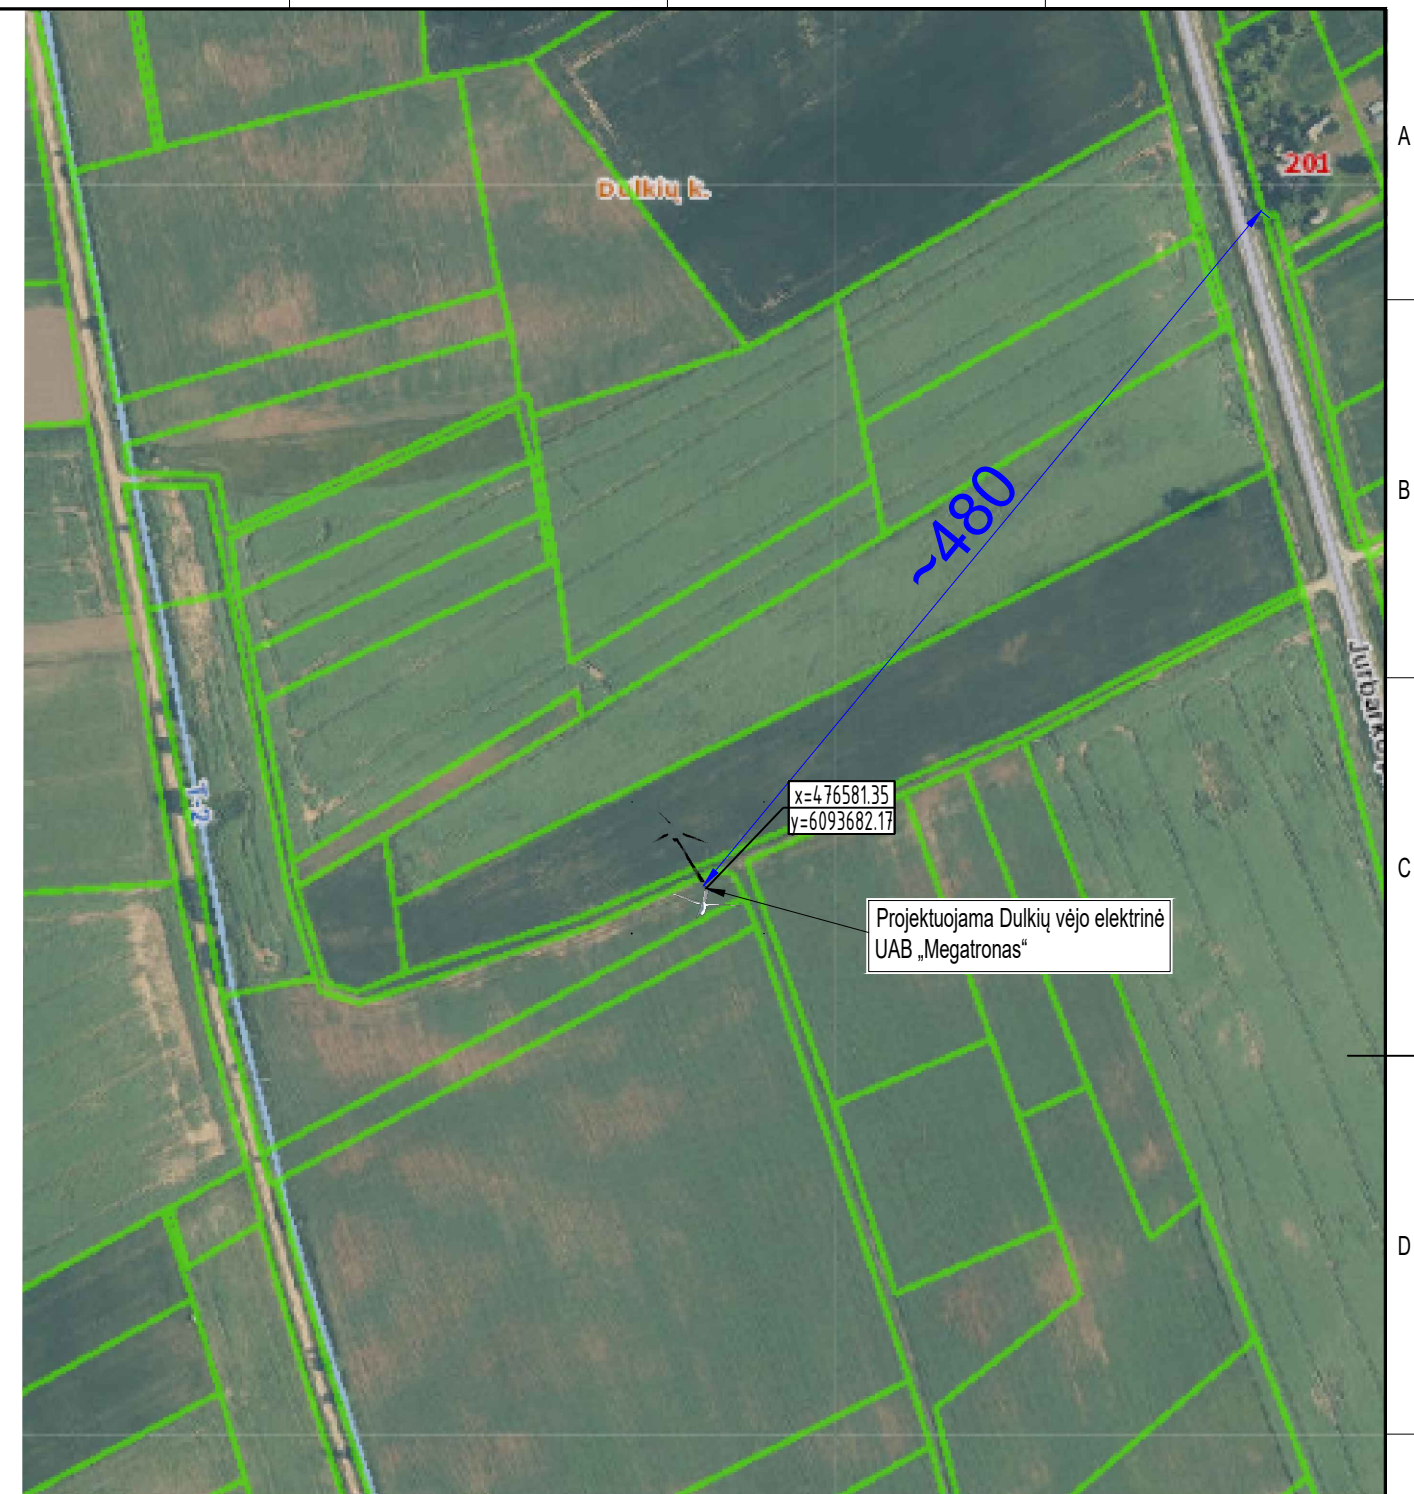 A
201
Dulkių k.
~480
B
T-2
x=476581.35
y=6093682.17
C
Projektuojama Dulkių vėjo elektrinė
UAB „Megatronas“
D